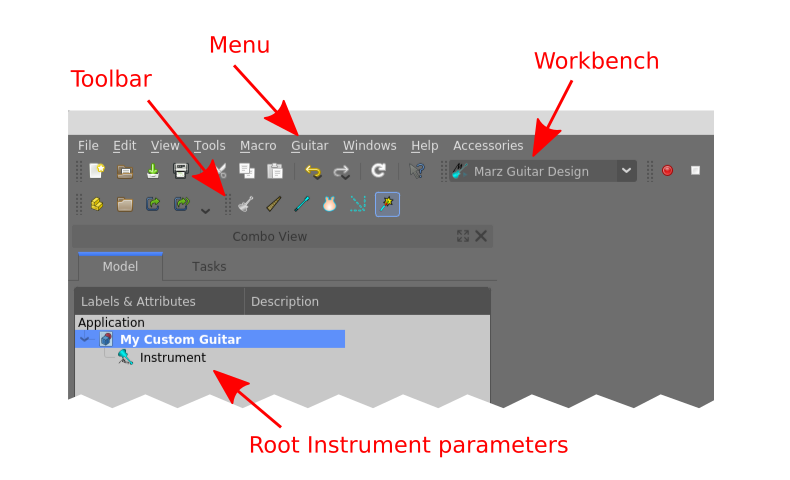 Menu
Workbench
Toolbar
File Edit View Tools Macro Guitar Windows Help Accessories
Marz Guitar Design
Combo View
Model Tasks
Labels & Attributes Description
Application
My Custom Guitar
Instrument
Root Instrument parameters